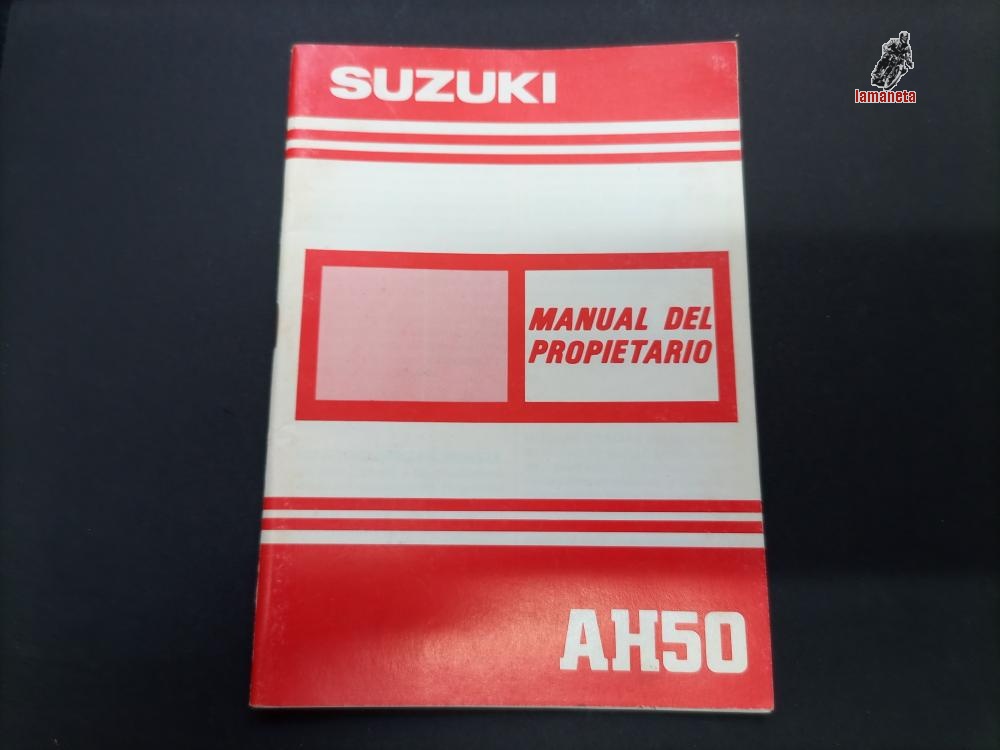 SUZUKI
lamaneta
MANUAL DEL
PROPIETARIO
AH50